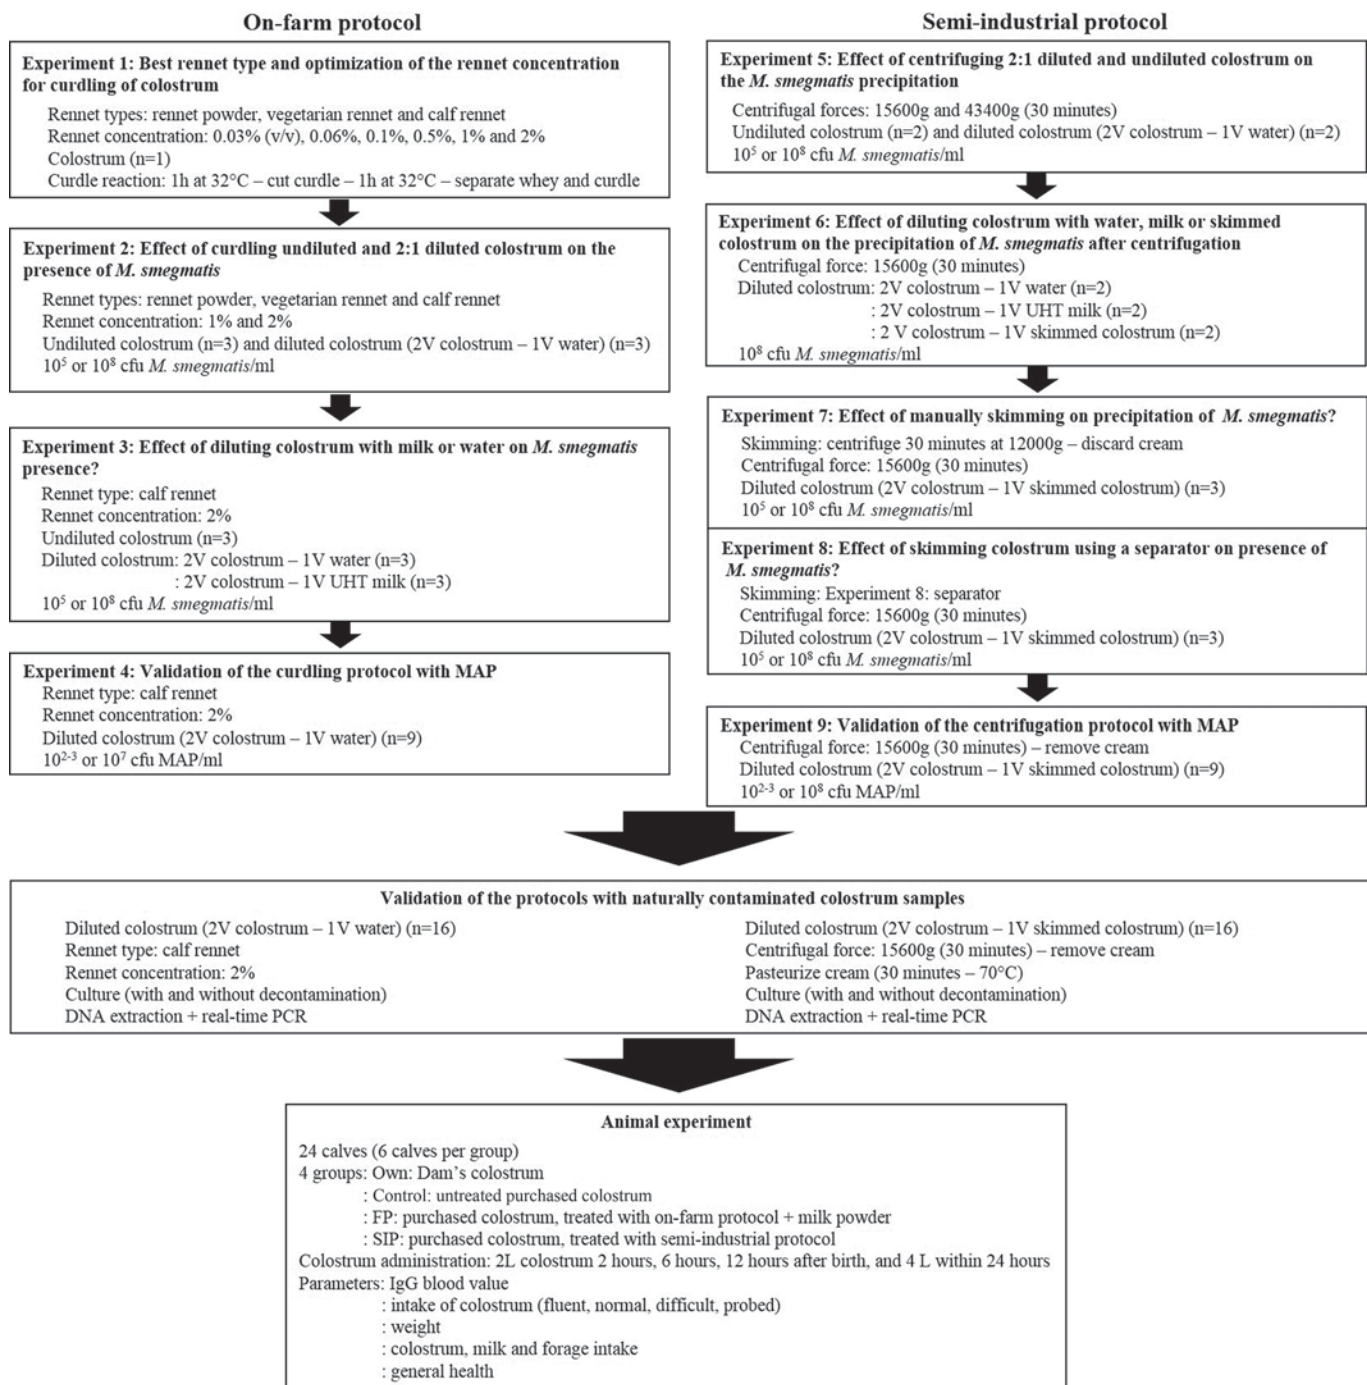 On-farm protocol
Experiment 1: Best rennet type and optimization of the rennet concentration
for curdling of colostrum
Rennet types: rennet powder, vegetarian rennet and calf rennet
Rennet concentration: 0.03% (v/v), 0.06%, 0.1%, 0.5%, 1% and 2%
Colostrum (n=1)
Curdle reaction: 1h at 32°C – cut curdle – 1h at 32°C – separate whey and curdle
Experiment 2: Effect of curdling undiluted and 2:1 diluted colostrum on the
presence of M. smegmatis
Rennet types: rennet powder, vegetarian rennet and calf rennet
Rennet concentration: 1% and 2%
Undiluted colostrum (n=3) and diluted colostrum (2V colostrum – 1V water) (n=3)
10⁵ or 10⁸ cfu M. smegmatis/ml
Experiment 3: Effect of diluting colostrum with milk or water on M. smegmatis
presence?
Rennet type: calf rennet
Rennet concentration: 2%
Undiluted colostrum (n=3)
Diluted colostrum: 2V colostrum – 1V water (n=3)
: 2V colostrum – 1V UHT milk (n=3)
10⁵ or 10⁸ cfu M. smegmatis/ml
Experiment 4: Validation of the curdling protocol with MAP
Rennet type: calf rennet
Rennet concentration: 2%
Diluted colostrum (2V colostrum – 1V water) (n=9)
10²⁻³ or 10⁷ cfu MAP/ml
Semi-industrial protocol
Experiment 5: Effect of centrifuging 2:1 diluted and undiluted colostrum on
the M. smegmatis precipitation
Centrifugal forces: 15600g and 43400g (30 minutes)
Undiluted colostrum (n=2) and diluted colostrum (2V colostrum – 1V water) (n=2)
10⁵ or 10⁸ cfu M. smegmatis/ml
Experiment 6: Effect of diluting colostrum with water, milk or skimmed
colostrum on the precipitation of M. smegmatis after centrifugation
Centrifugal force: 15600g (30 minutes)
Diluted colostrum: 2V colostrum – 1V water (n=2)
: 2V colostrum – 1V UHT milk (n=2)
: 2 V colostrum – 1V skimmed colostrum (n=2)
10⁸ cfu M. smegmatis/ml
Experiment 7: Effect of manually skimming on precipitation of M. smegmatis?
Skimming: centrifuge 30 minutes at 12000g – discard cream
Centrifugal force: 15600g (30 minutes)
Diluted colostrum (2V colostrum – 1V skimmed colostrum) (n=3)
10⁵ or 10⁸ cfu M. smegmatis/ml
Experiment 8: Effect of skimming colostrum using a separator on presence of
M. smegmatis?
Skimming: Experiment 8: separator
Centrifugal force: 15600g (30 minutes)
Diluted colostrum (2V colostrum – 1V skimmed colostrum) (n=3)
10⁵ or 10⁸ cfu M. smegmatis/ml
Experiment 9: Validation of the centrifugation protocol with MAP
Centrifugal force: 15600g (30 minutes) – remove cream
Diluted colostrum (2V colostrum – 1V skimmed colostrum) (n=9)
10²⁻³ or 10⁸ cfu MAP/ml
Validation of the protocols with naturally contaminated colostrum samples
Diluted colostrum (2V colostrum – 1V water) (n=16)
Rennet type: calf rennet
Rennet concentration: 2%
Culture (with and without decontamination)
DNA extraction + real-time PCR
Diluted colostrum (2V colostrum – 1V skimmed colostrum) (n=16)
Centrifugal force: 15600g (30 minutes) – remove cream
Pasteurize cream (30 minutes – 70°C)
Culture (with and without decontamination)
DNA extraction + real-time PCR
Animal experiment
24 calves (6 calves per group)
4 groups: Own: Dam's colostrum
: Control: untreated purchased colostrum
: FP: purchased colostrum, treated with on-farm protocol + milk powder
: SIP: purchased colostrum, treated with semi-industrial protocol
Colostrum administration: 2L colostrum 2 hours, 6 hours, 12 hours after birth, and 4 L within 24 hours
Parameters: IgG blood value
: intake of colostrum (fluent, normal, difficult, probed)
: weight
: colostrum, milk and forage intake
: general health